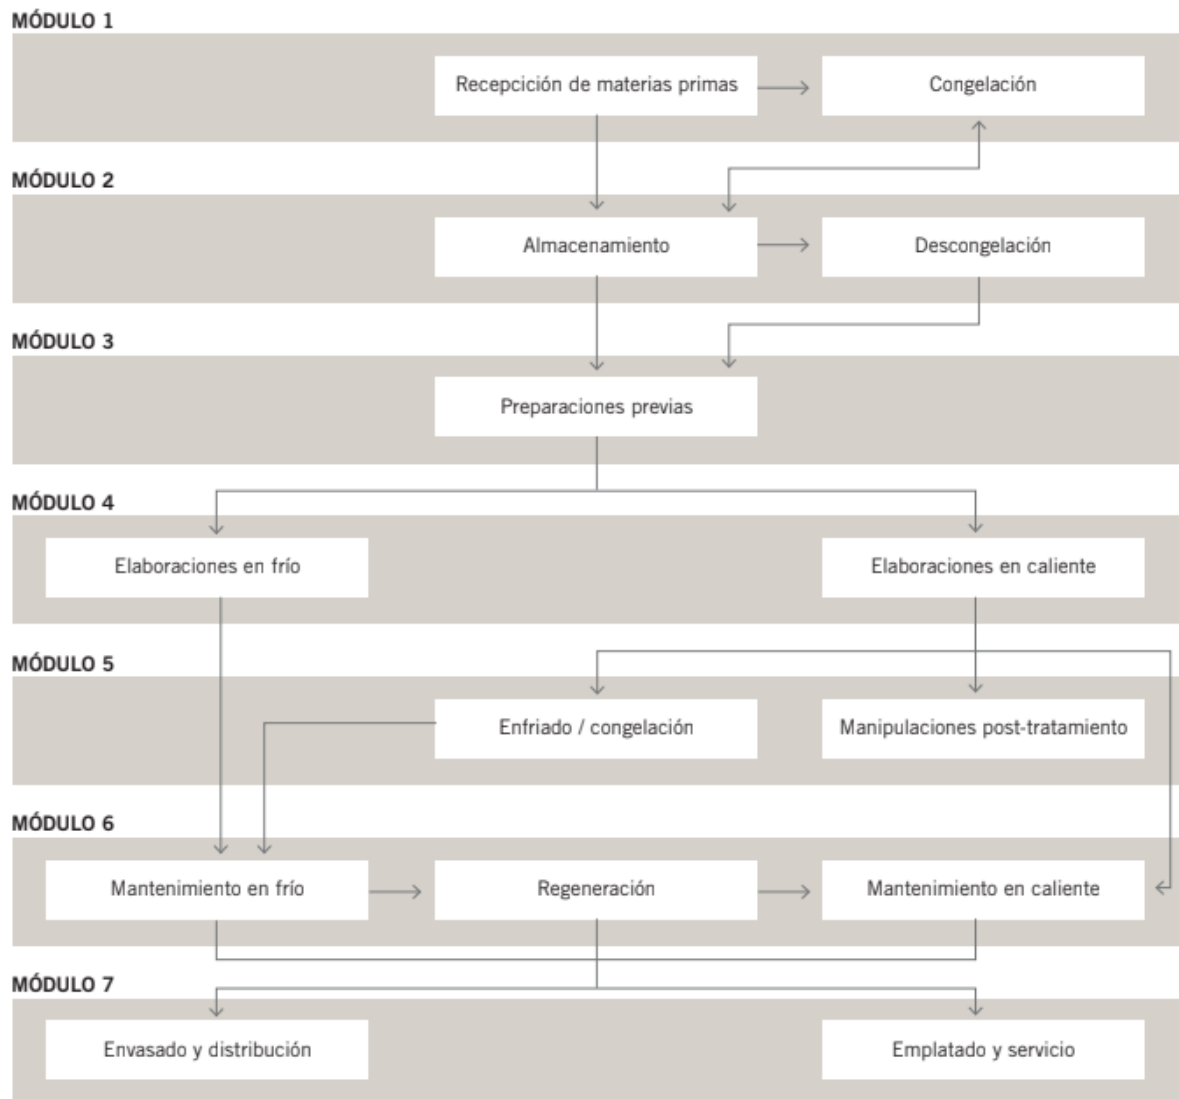 MÓDULO 1
Recepcición de materias primas
Congelación
MÓDULO 2
Almacenamiento
Descongelación
MÓDULO 3
Preparaciones previas
MÓDULO 4
Elaboraciones en frío
Elaboraciones en caliente
MÓDULO 5
Enfriado / congelación
Manipulaciones post-tratamiento
MÓDULO 6
Mantenimiento en frío
Regeneración
Mantenimiento en caliente
MÓDULO 7
Envasado y distribución
Emplatado y servicio